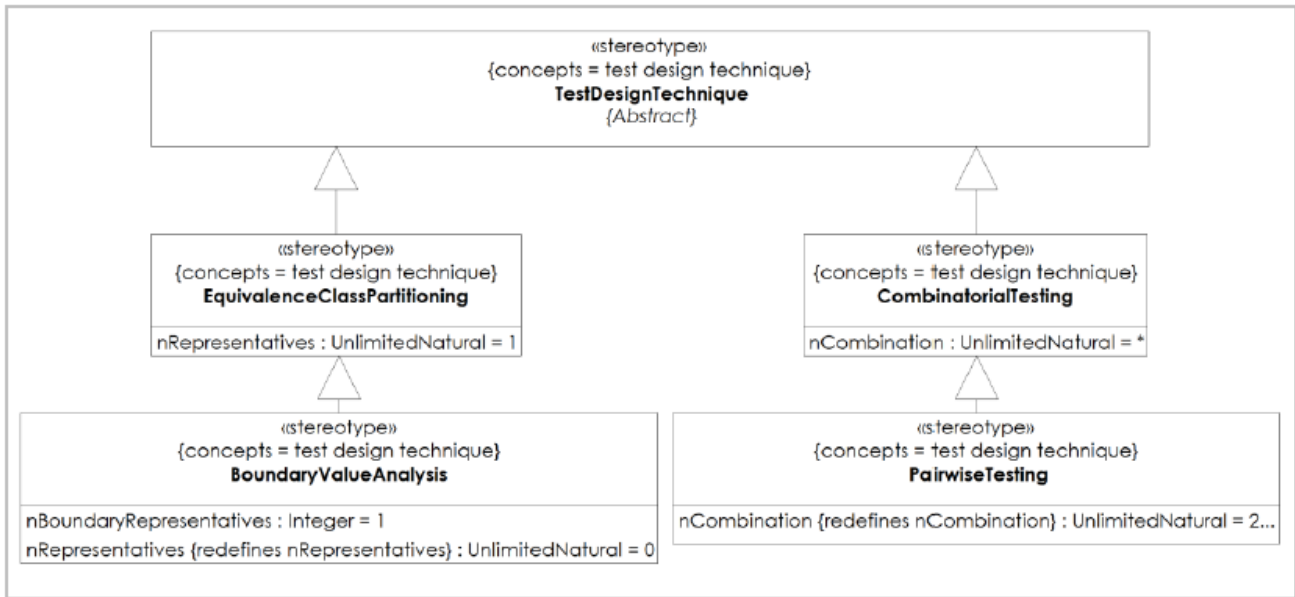 «stereotype»
{concepts = test design technique}
TestDesignTechnique
{Abstract}
«stereotype»
{concepts = test design technique}
EquivalenceClassPartitioning
nRepresentatives : UnlimitedNatural = 1
«stereotype»
{concepts = test design technique}
CombinatorialTesting
nCombination : UnlimitedNatural = *
«stereotype»
{concepts = test design technique}
BoundaryValueAnalysis
nBoundaryRepresentatives : Integer = 1
nRepresentatives {redefines nRepresentatives} : UnlimitedNatural = 0
«stereotype»
{concepts = test design technique}
PairwiseTesting
nCombination {redefines nCombination} : UnlimitedNatural = 2...